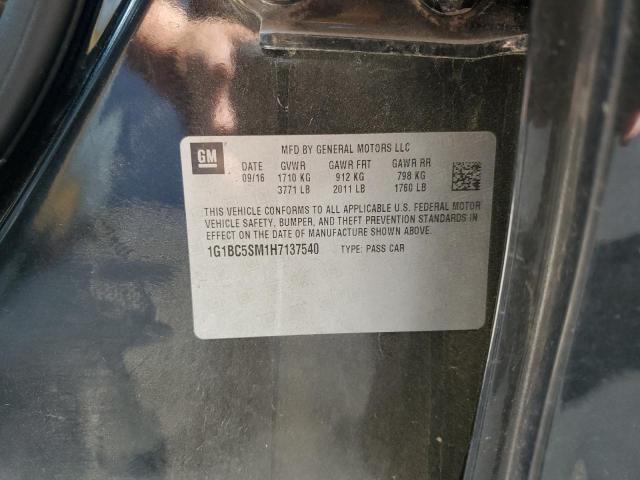 GM
MFD BY GENERAL MOTORS LLC
DATE GVWR GAWR FRT GAWR RR
09/16 1710 KG 912 KG 798 KG
3771 LB 2011 LB 1760 LB
THIS VEHICLE CONFORMS TO ALL APPLICABLE U.S. FEDERAL MOTOR
VEHICLE SAFETY, BUMPER, AND THEFT PREVENTION STANDARDS IN
EFFECT ON THE DATE OF MANUFACTURE SHOWN ABOVE.
1G1BC5SM1H7137540 TYPE: PASS CAR